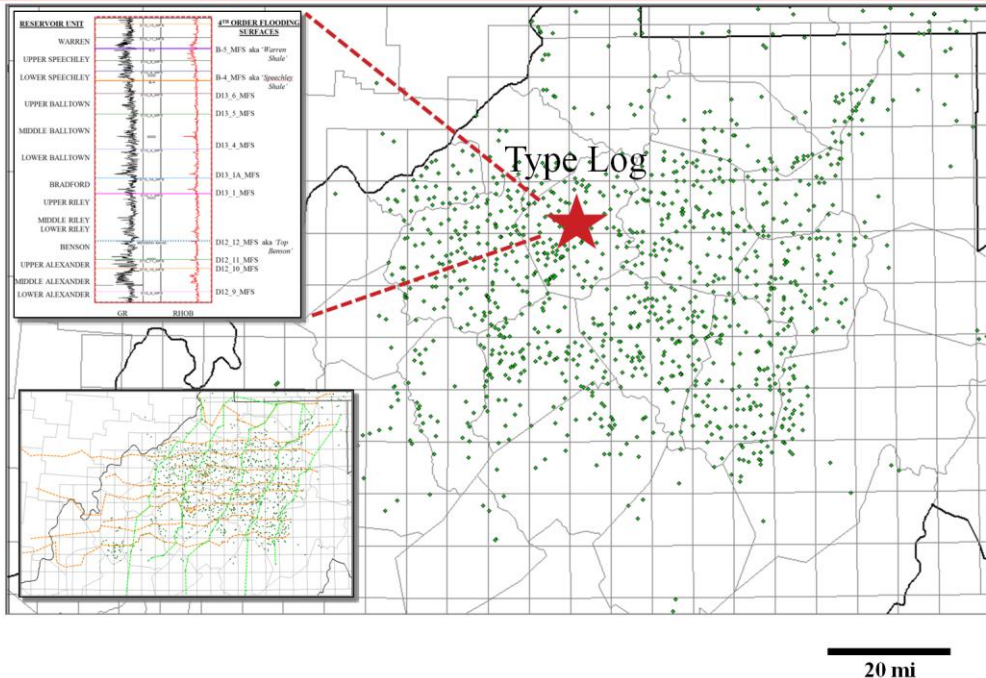 RESERVOIR UNIT
4TH ORDER FLOODING
SURFACES
WARREN
B-5_MFS aka 'Warren
Shale'
UPPER SPEECHLEY
LOWER SPEECHLEY
B-4_MFS aka 'Speechley
Shale'
D13_6_MFS
UPPER BALLTOWN
D13_5_MFS
MIDDLE BALLTOWN
D13_4_MFS
LOWER BALLTOWN
D13_1A_MFS
BRADFORD
D13_1_MFS
UPPER RILEY
MIDDLE RILEY
LOWER RILEY
D12_12_MFS aka 'Top
Benson'
BENSON
D12_11_MFS
UPPER ALEXANDER
D12_10_MFS
MIDDLE ALEXANDER
LOWER ALEXANDER
D12_9_MFS
GR
RHOB
Type Log
20 mi